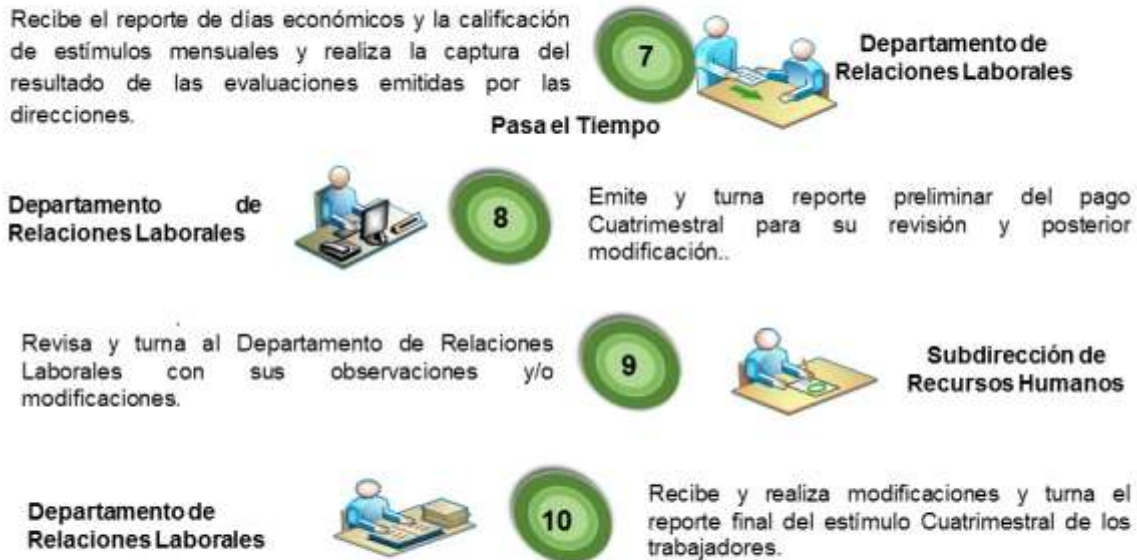 Recibe el reporte de días económicos y la calificación
de estímulos mensuales y realiza la captura del
resultado de las evaluaciones emitidas por las
direcciones.
7
Departamento de
Relaciones Laborales
Pasa el Tiempo
Departamento de
Relaciones Laborales
8
Emite y turna reporte preliminar del pago
Cuatrimestral para su revisión y posterior
modificación..
Revisa y turna al Departamento de Relaciones
Laborales con sus observaciones y/o
modificaciones.
9
Subdirección de
Recursos Humanos
Departamento de
Relaciones Laborales
10
Recibe y realiza modificaciones y turna el
reporte final del estímulo Cuatrimestral de los
trabajadores.